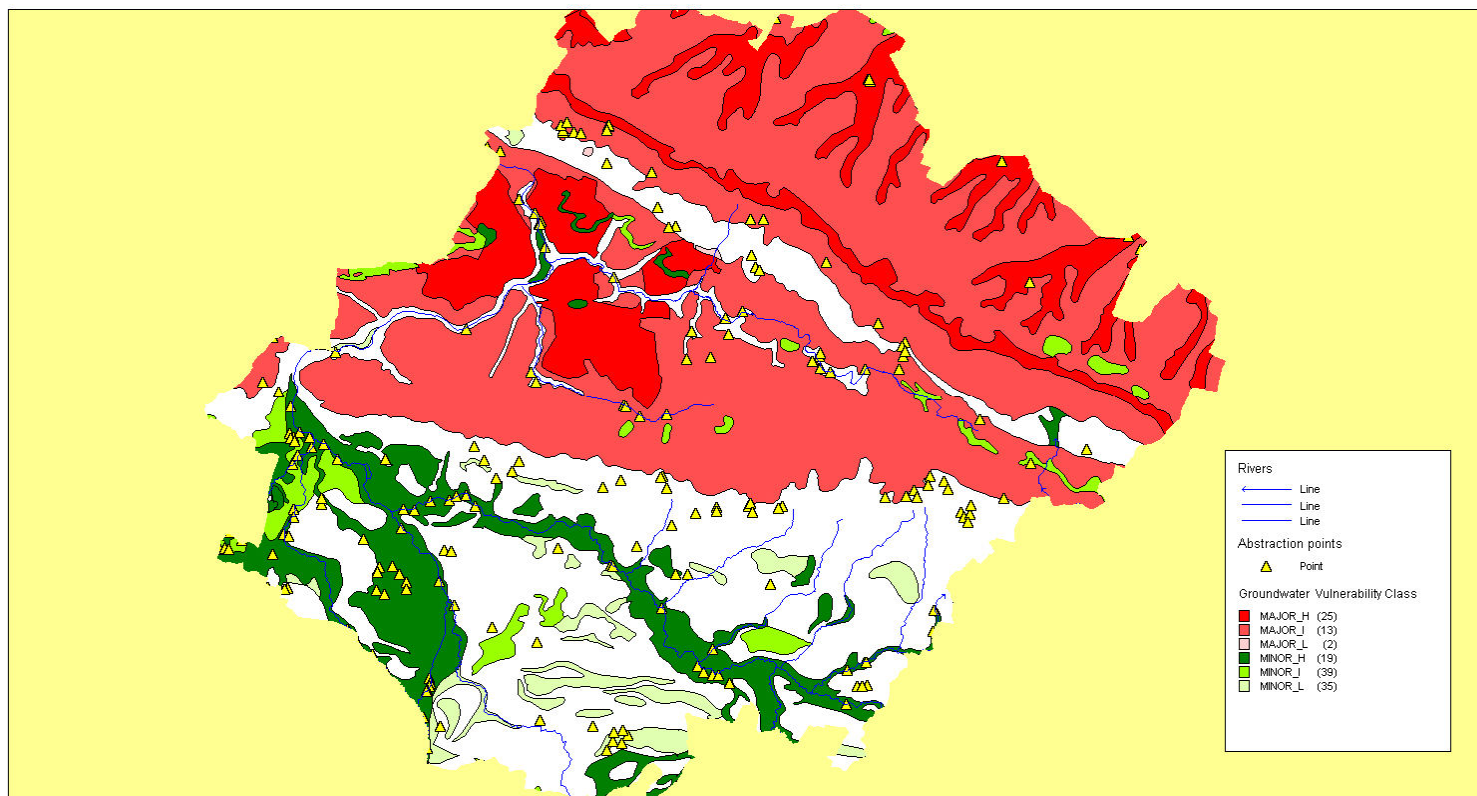 Rivers
Line
Line
Line
Abstraction points
Point
Groundwater Vulnerability Class
MAJOR_H (25)
MAJOR_I (13)
MAJOR_L (2)
MINOR_H (19)
MINOR_I (39)
MINOR_L (35)